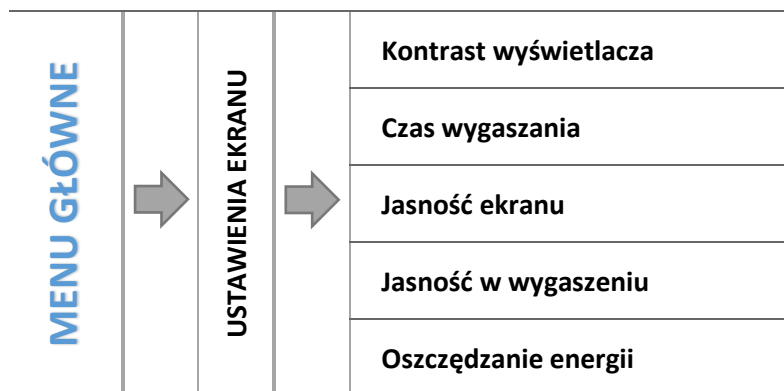 MENU GŁÓWNE
USTAWIENIA EKRANU
Kontrast wyświetlacza
Czas wygaszania
Jasność ekranu
Jasność w wygaszeniu
Oszczędzanie energii